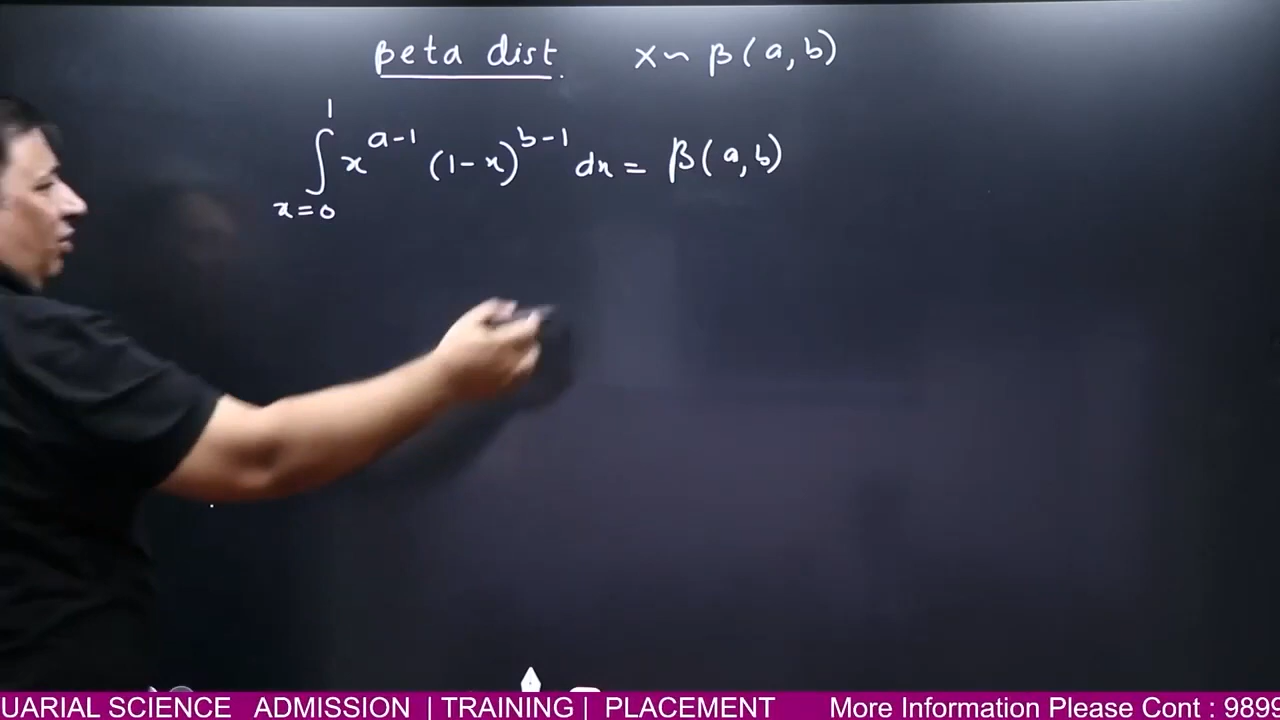 Beta dist. X ~ β(a, b)
1
∫ x^{a-1} (1-x)^{b-1} dx = β(a, b)
x=0
UARIAL SCIENCE ADMISSION | TRAINING | PLACEMENT More Information Please Cont : 9899